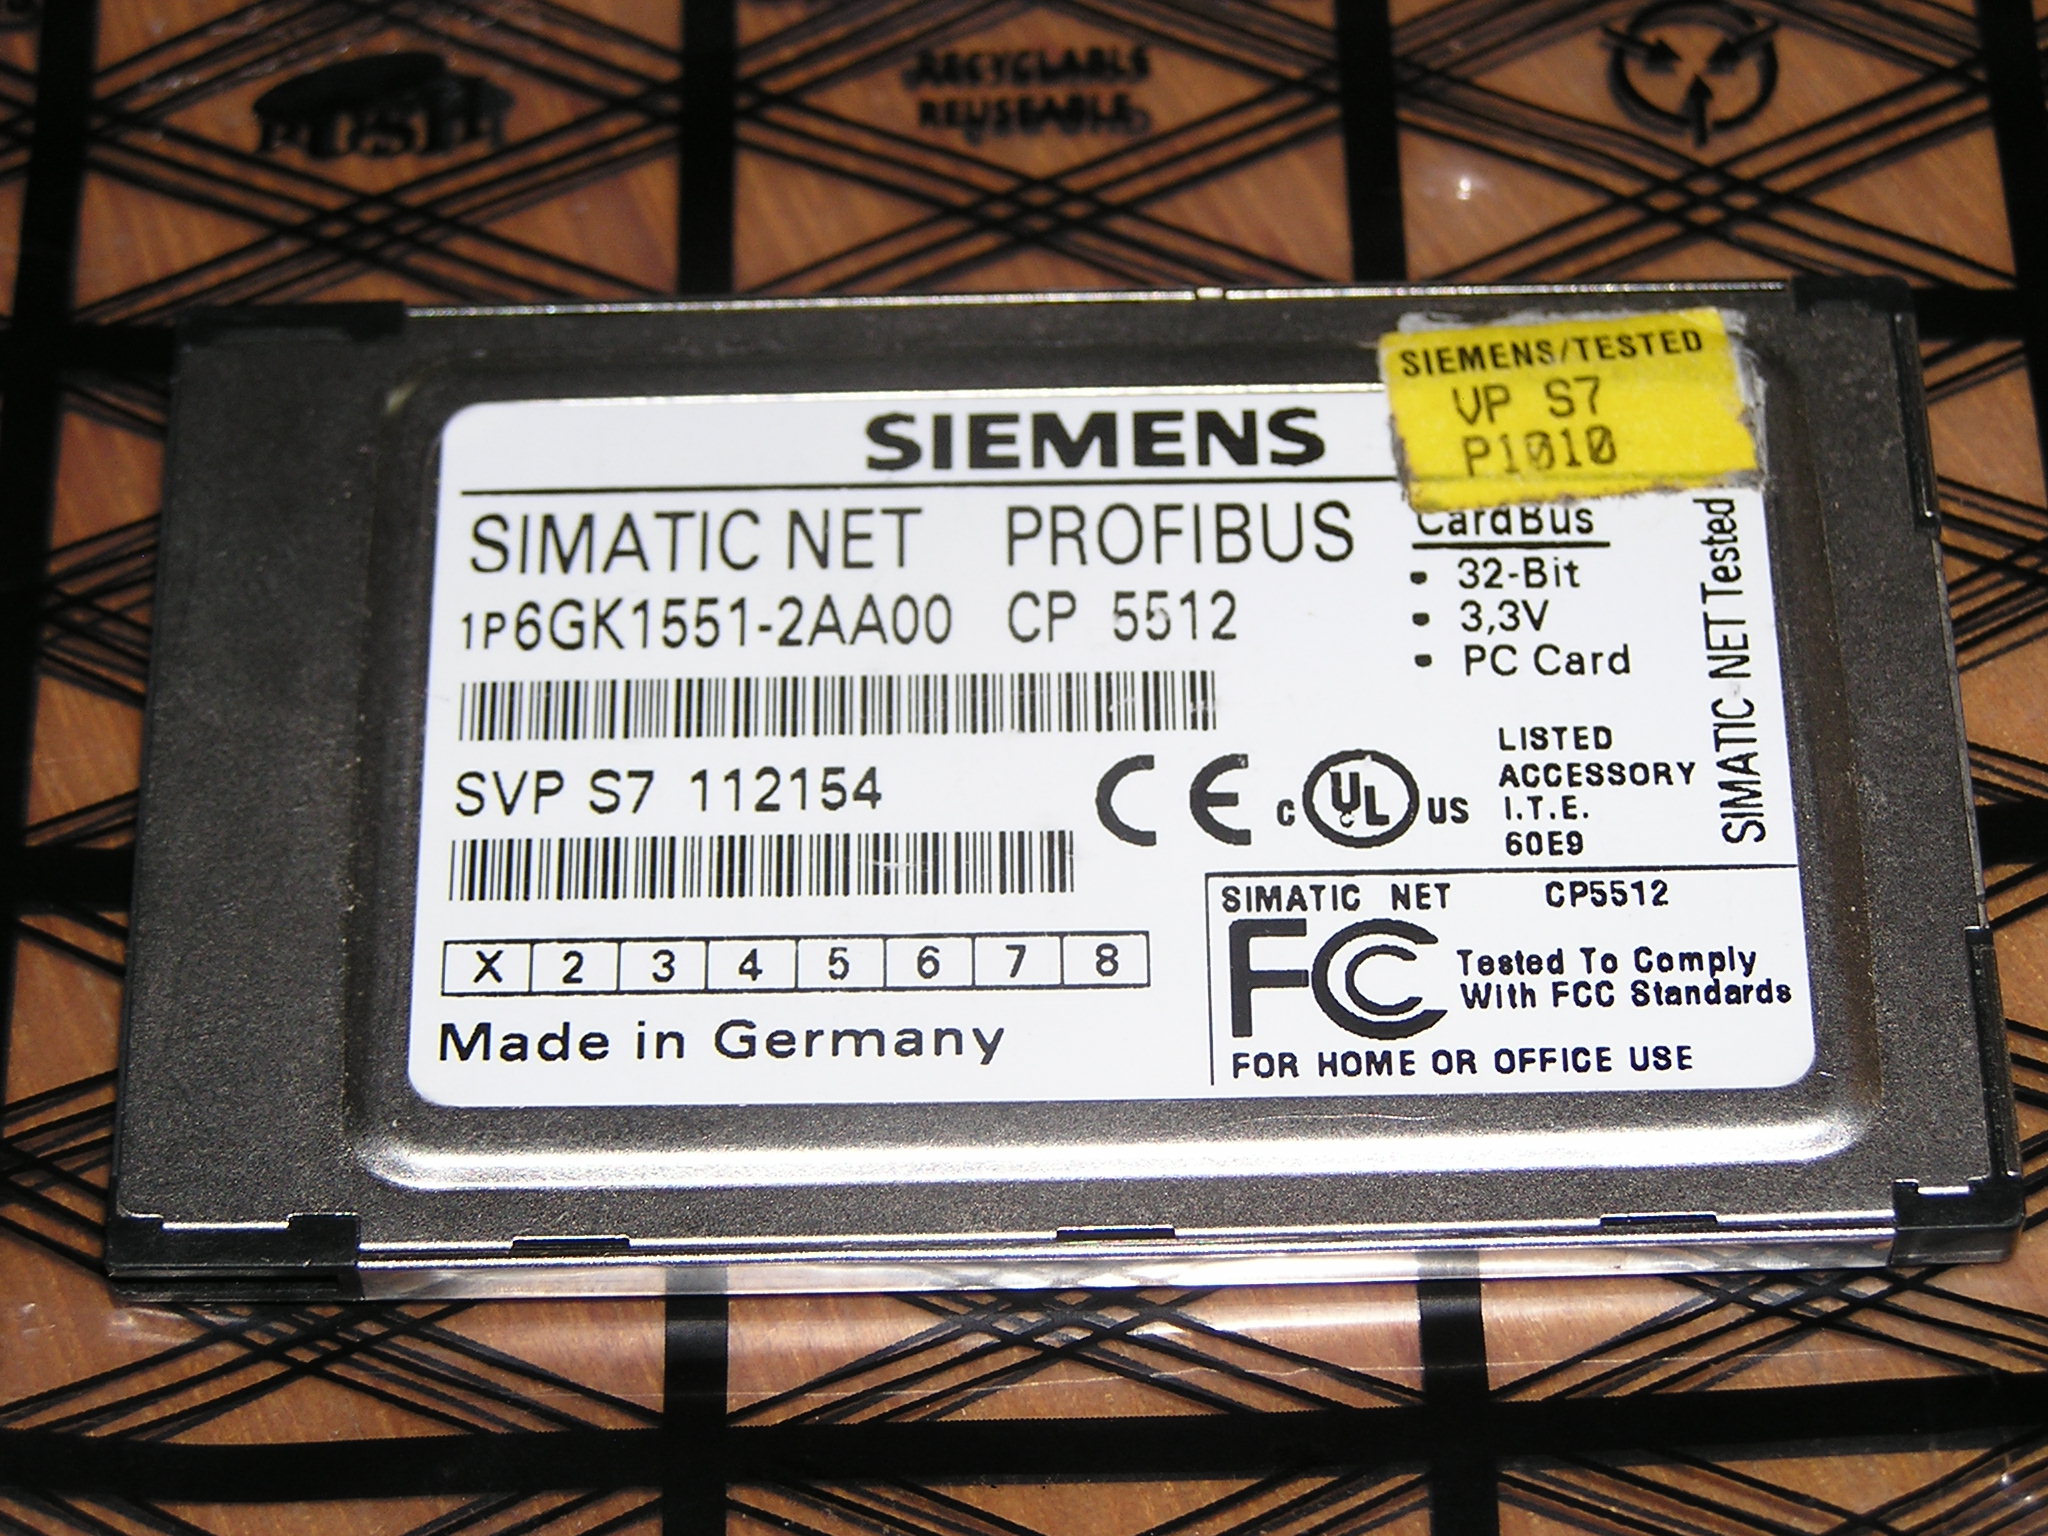 RECYCLABLE
REUSEABLE
SIEMENS/TESTED
VP S7
P1010
SIEMENS
SIMATIC NET PROFIBUS
1P6GK1551-2AA00 CP 5512
CardBus
• 32-Bit
• 3,3V
• PC Card
SIMATIC NET Tested
SVP S7 112154
CE
c UL US
LISTED
ACCESSORY
I.T.E.
60E9
X 2 3 4 5 6 7 8
Made in Germany
SIMATIC NET CP5512
FC Tested To Comply
With FCC Standards
FOR HOME OR OFFICE USE